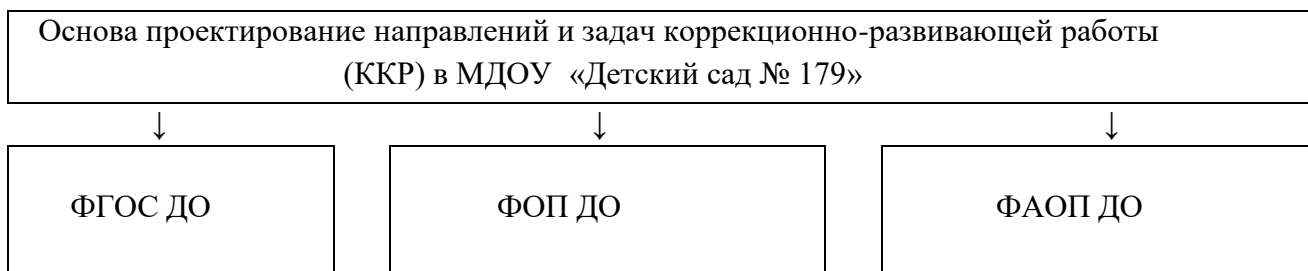 Основа проектирование направлений и задач коррекционно-развивающей работы
(ККР) в МДОУ «Детский сад № 179»
↓ ↓ ↓
ФГОС ДО ФОП ДО ФАОП ДО